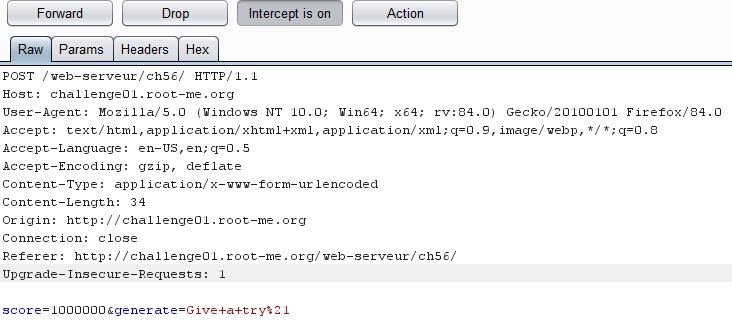 Forward Drop Intercept is on Action
Raw Params Headers Hex
POST /web-serveur/ch56/ HTTP/1.1
Host: challenge01.root-me.org
User-Agent: Mozilla/5.0 (Windows NT 10.0; Win64; x64; rv:84.0) Gecko/20100101 Firefox/84.0
Accept: text/html,application/xhtml+xml,application/xml;q=0.9,image/webp,*/*;q=0.8
Accept-Language: en-US,en;q=0.5
Accept-Encoding: gzip, deflate
Content-Type: application/x-www-form-urlencoded
Content-Length: 34
Origin: http://challenge01.root-me.org
Connection: close
Referer: http://challenge01.root-me.org/web-serveur/ch56/
Upgrade-Insecure-Requests: 1
score=1000000&generate=Give+a+try%21